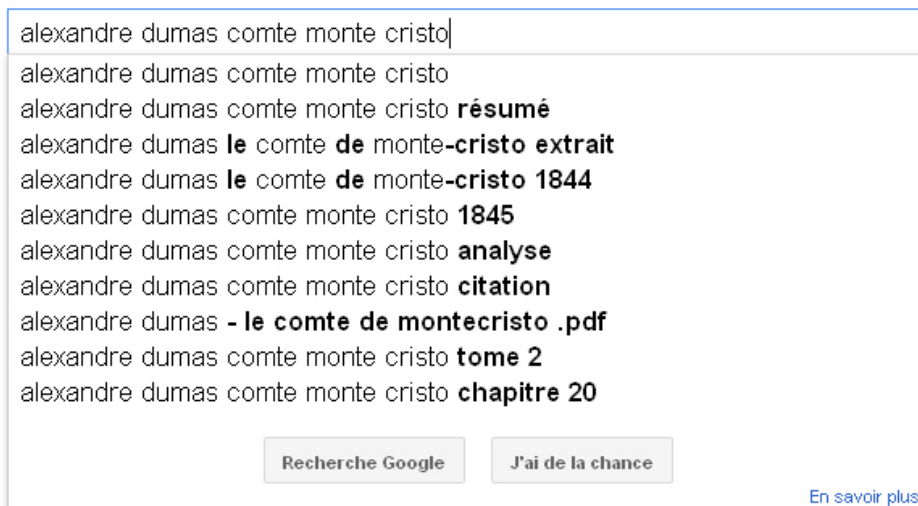 alexandre dumas comte monte cristo
alexandre dumas comte monte cristo
alexandre dumas comte monte cristo résumé
alexandre dumas le comte de monte-cristo extrait
alexandre dumas le comte de monte-cristo 1844
alexandre dumas comte monte cristo 1845
alexandre dumas comte monte cristo analyse
alexandre dumas comte monte cristo citation
alexandre dumas - le comte de montecristo .pdf
alexandre dumas comte monte cristo tome 2
alexandre dumas comte monte cristo chapitre 20
Recherche Google J'ai de la chance
En savoir plus